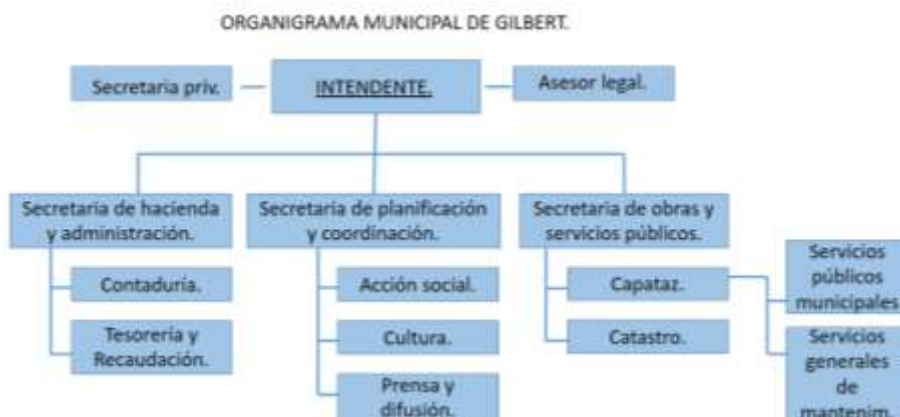 ORGANIGRAMA MUNICIPAL DE GILBERT.
Secretaria priv.
INTENDENTE.
Asesor legal.
Secretaria de hacienda
y administración.
Secretaria de planificación
y coordinación.
Secretaria de obras y
servicios públicos.
Contaduría.
Tesorería y
Recaudación.
Acción social.
Cultura.
Prensa y
difusión.
Capataz.
Catastro.
Servicios
públicos
municipales
Servicios
generales
de
mantenim.